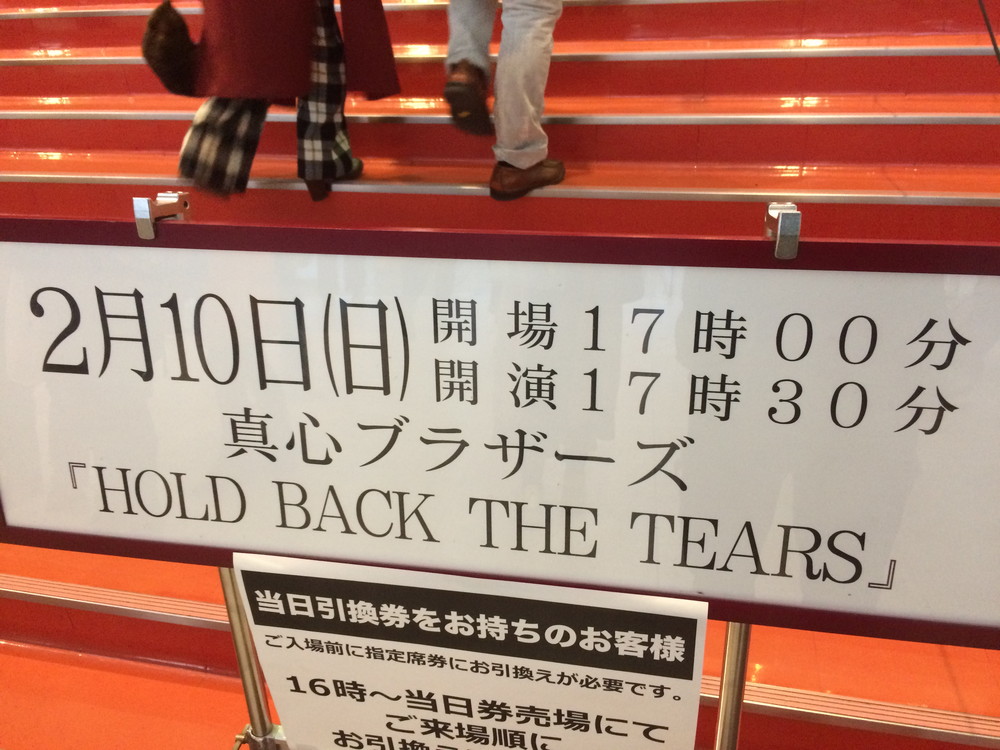 2月10日(日)
開場17時00分
開演17時30分
真心ブラザーズ
『HOLD BACK THE TEARS』
当日引換券をお持ちのお客様
ご入場前に指定席券にお引換えが必要です。
16時～当日券売場にて
ご来場順に
お引換え